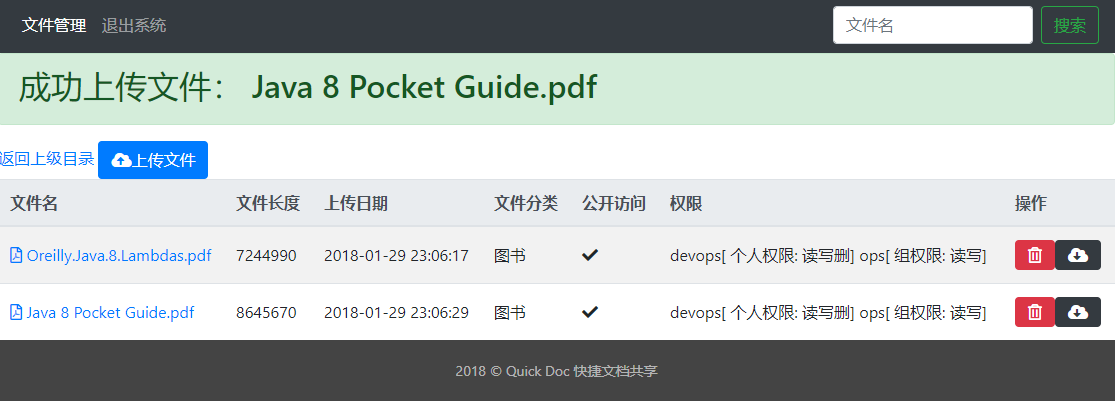 文件管理 退出系统 文件名 搜索
成功上传文件： Java 8 Pocket Guide.pdf
返回上级目录 上传文件
文件名 文件长度 上传日期 文件分类 公开访问 权限 操作
Oreilly.Java.8.Lambdas.pdf 7244990 2018-01-29 23:06:17 图书 devops[ 个人权限: 读写删] ops[ 组权限: 读写]
Java 8 Pocket Guide.pdf 8645670 2018-01-29 23:06:29 图书 devops[ 个人权限: 读写删] ops[ 组权限: 读写]
2018 © Quick Doc 快捷文档共享